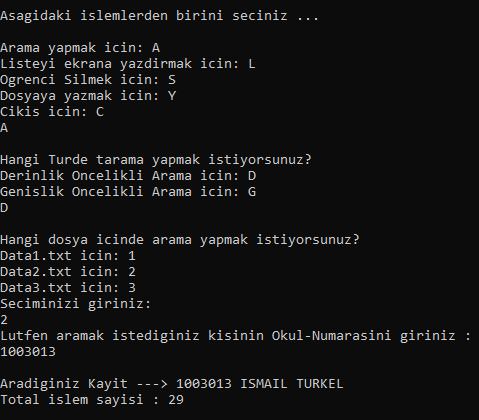 Asagidaki islemlerden birini seciniz ...
Arama yapmak icin: A
Listeyi ekrana yazdirmak icin: L
Ogrenci Silmek icin: S
Dosyaya yazmak icin: Y
Cikis icin: C
A
Hangi Turde tarama yapmak istiyorsunuz?
Derinlik Oncelikli Arama icin: D
Genislik Oncelikli Arama icin: G
D
Hangi dosya icinde arama yapmak istiyorsunuz?
Data1.txt icin: 1
Data2.txt icin: 2
Data3.txt icin: 3
Seciminizi giriniz:
2
Lutfen aramak istediginiz kisinin Okul-Numarasini giriniz :
1003013
Aradiginiz Kayit ---> 1003013 ISMAIL TURKEL
Total islem sayisi : 29